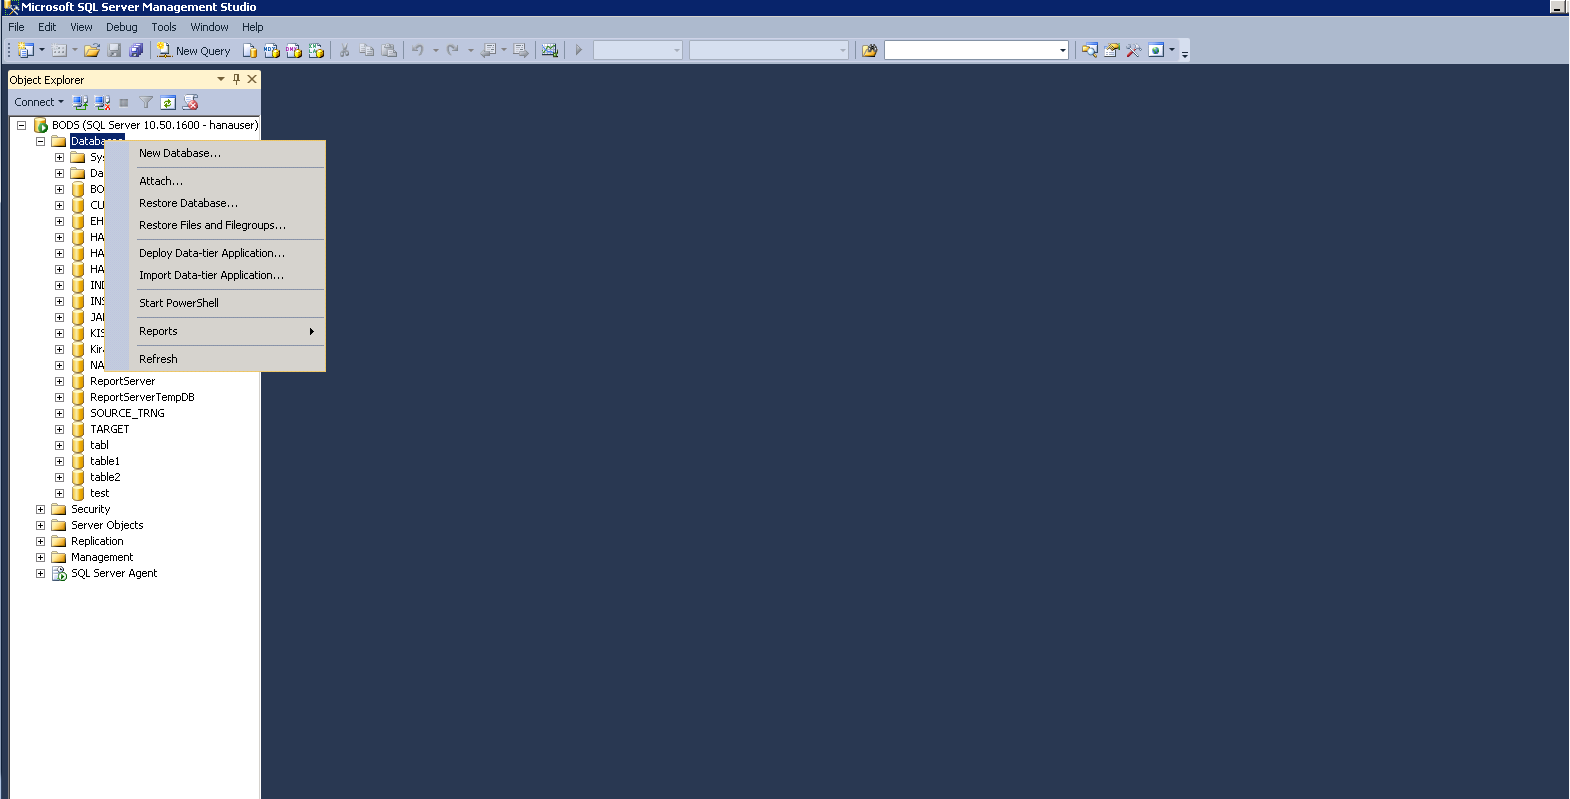 Microsoft SQL Server Management Studio
File Edit View Debug Tools Window Help
New Query
Object Explorer
Connect
BODS (SQL Server 10.50.1600 - hanauser)
New Database...
Attach...
Restore Database...
Restore Files and Filegroups...
Deploy Data-tier Application...
Import Data-tier Application...
Start PowerShell
Reports
Refresh
ReportServer
ReportServerTempDB
SOURCE_TRNG
TARGET
tabl
table1
table2
test
Security
Server Objects
Replication
Management
SQL Server Agent